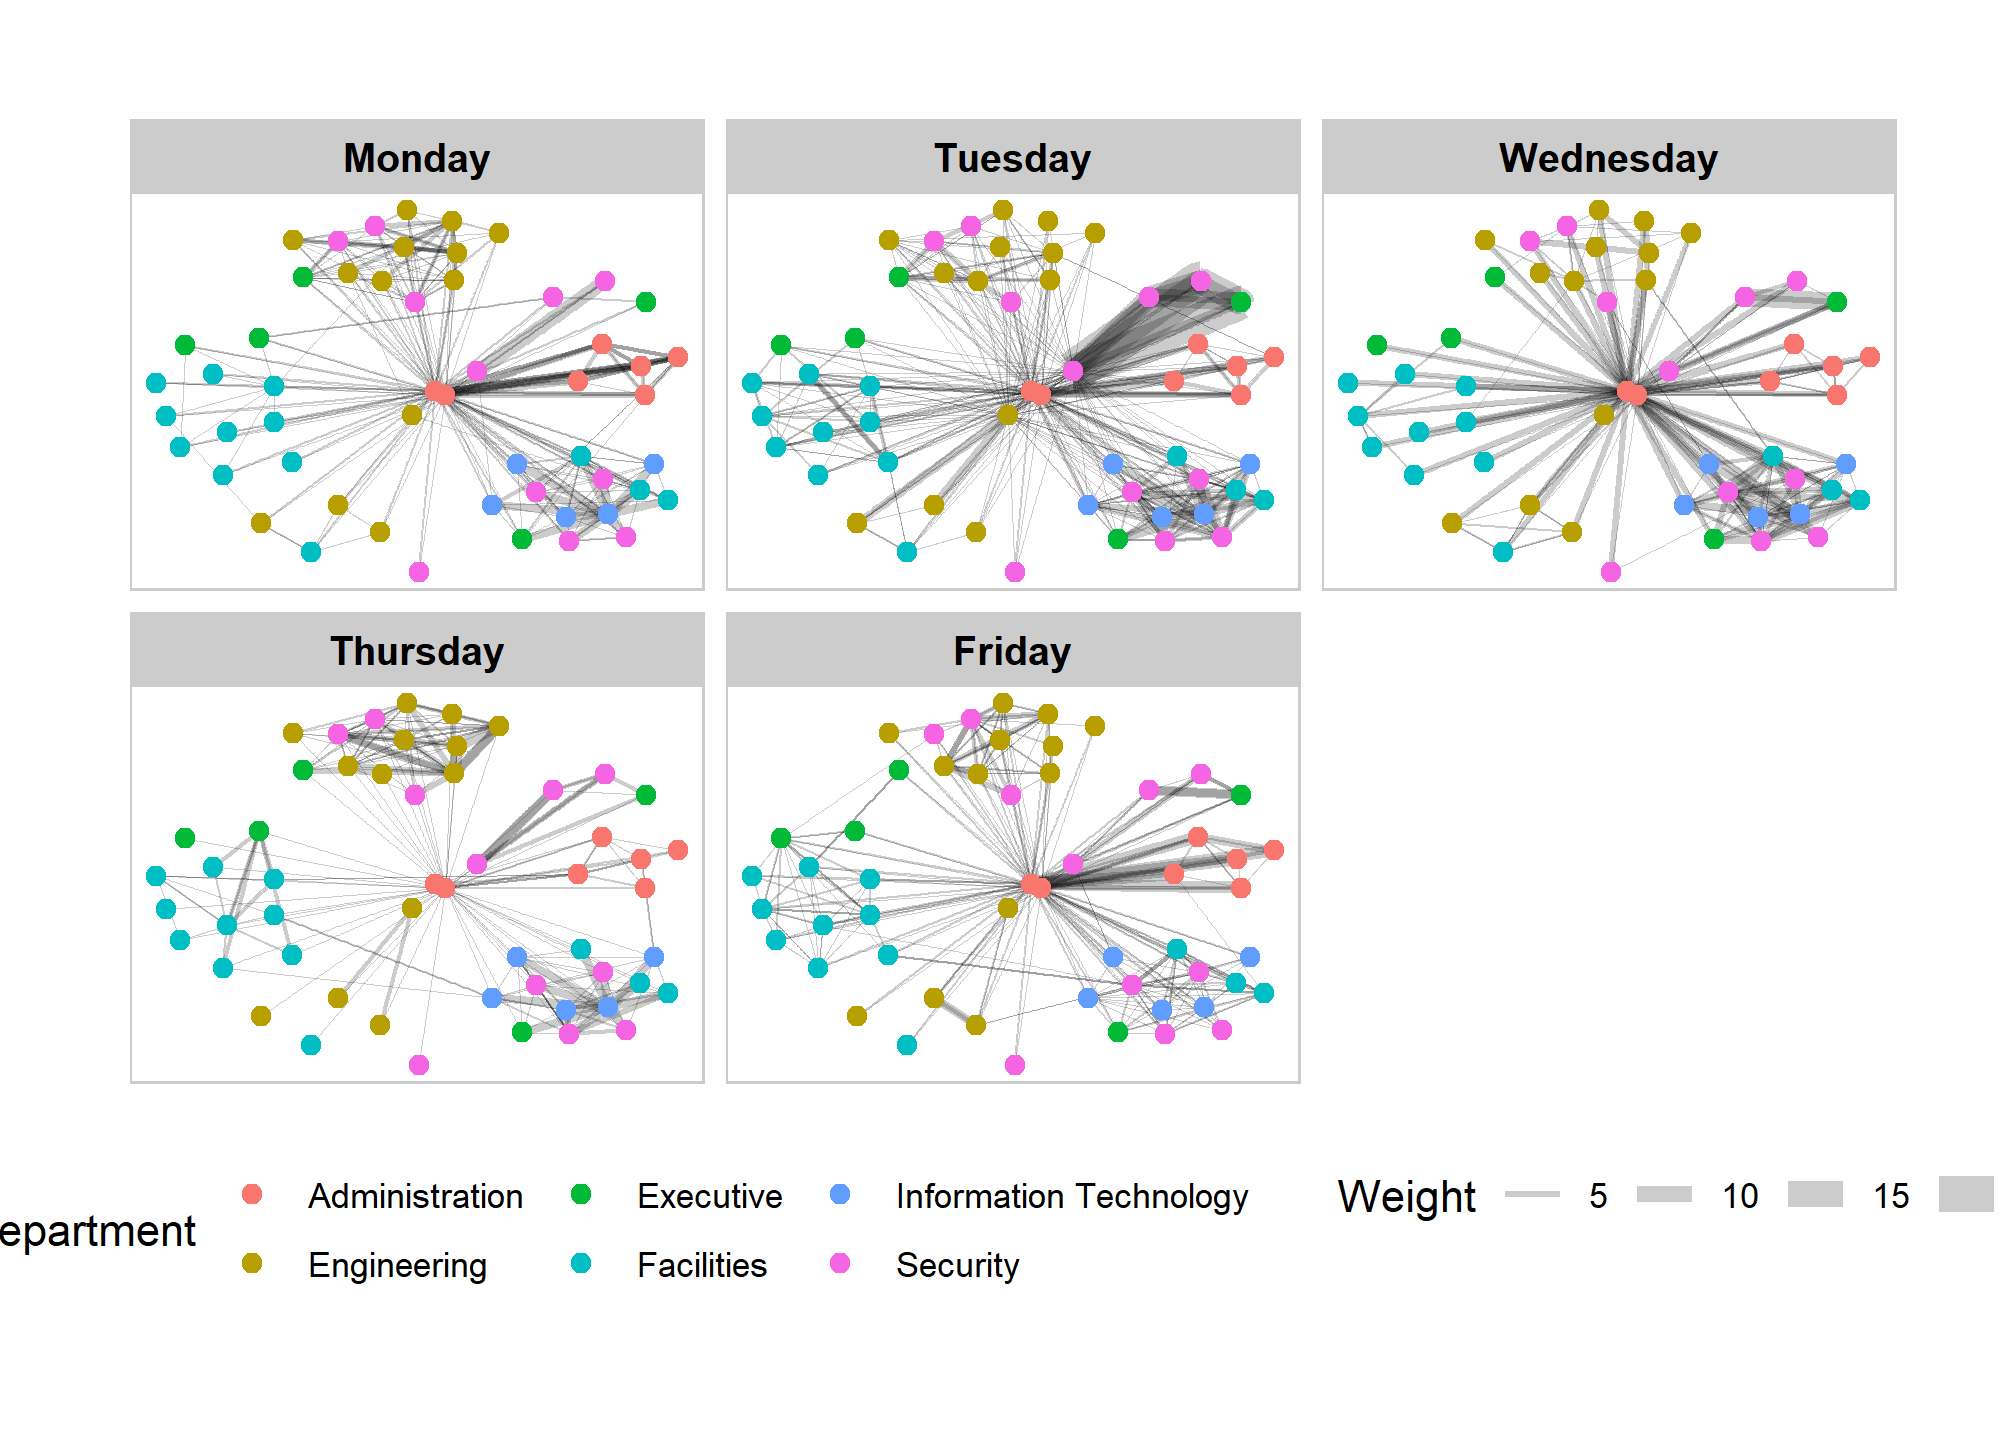 Monday
Tuesday
Wednesday
Thursday
Friday
epartment
Administration
Executive
Information Technology
Engineering
Facilities
Security
Weight
5
10
15